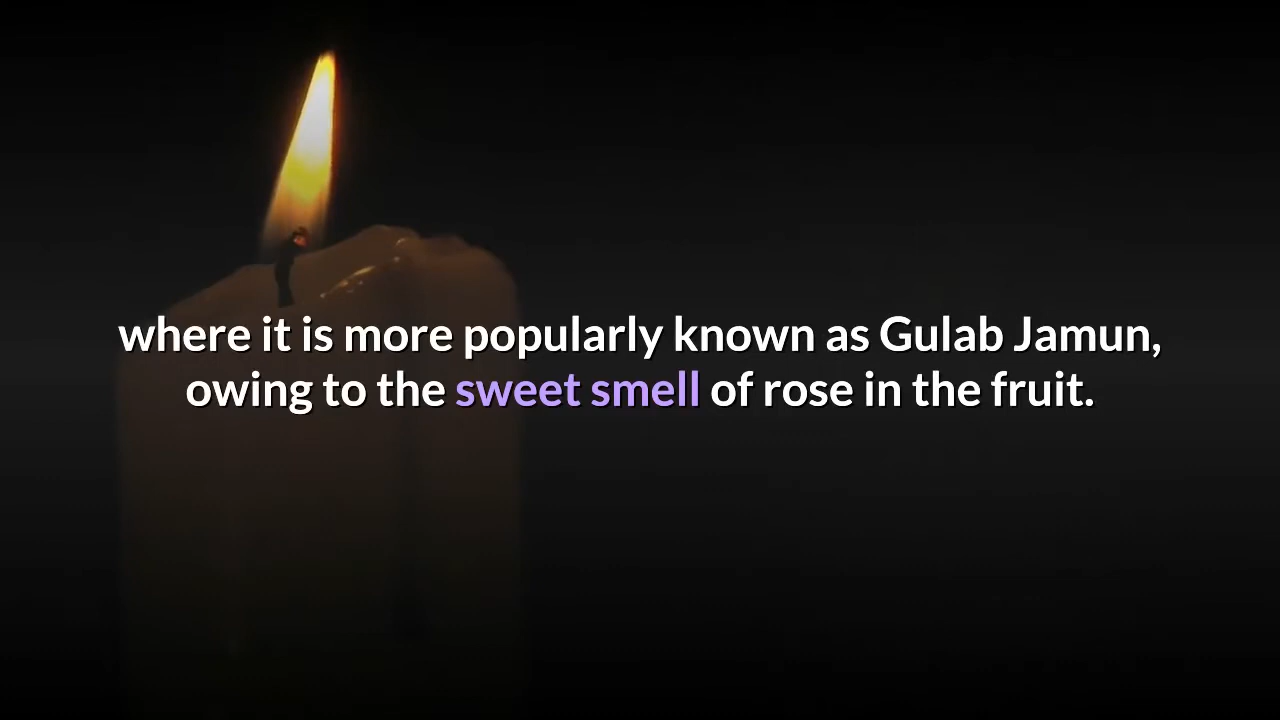 where it is more popularly known as Gulab Jamun,
owing to the sweet smell of rose in the fruit.